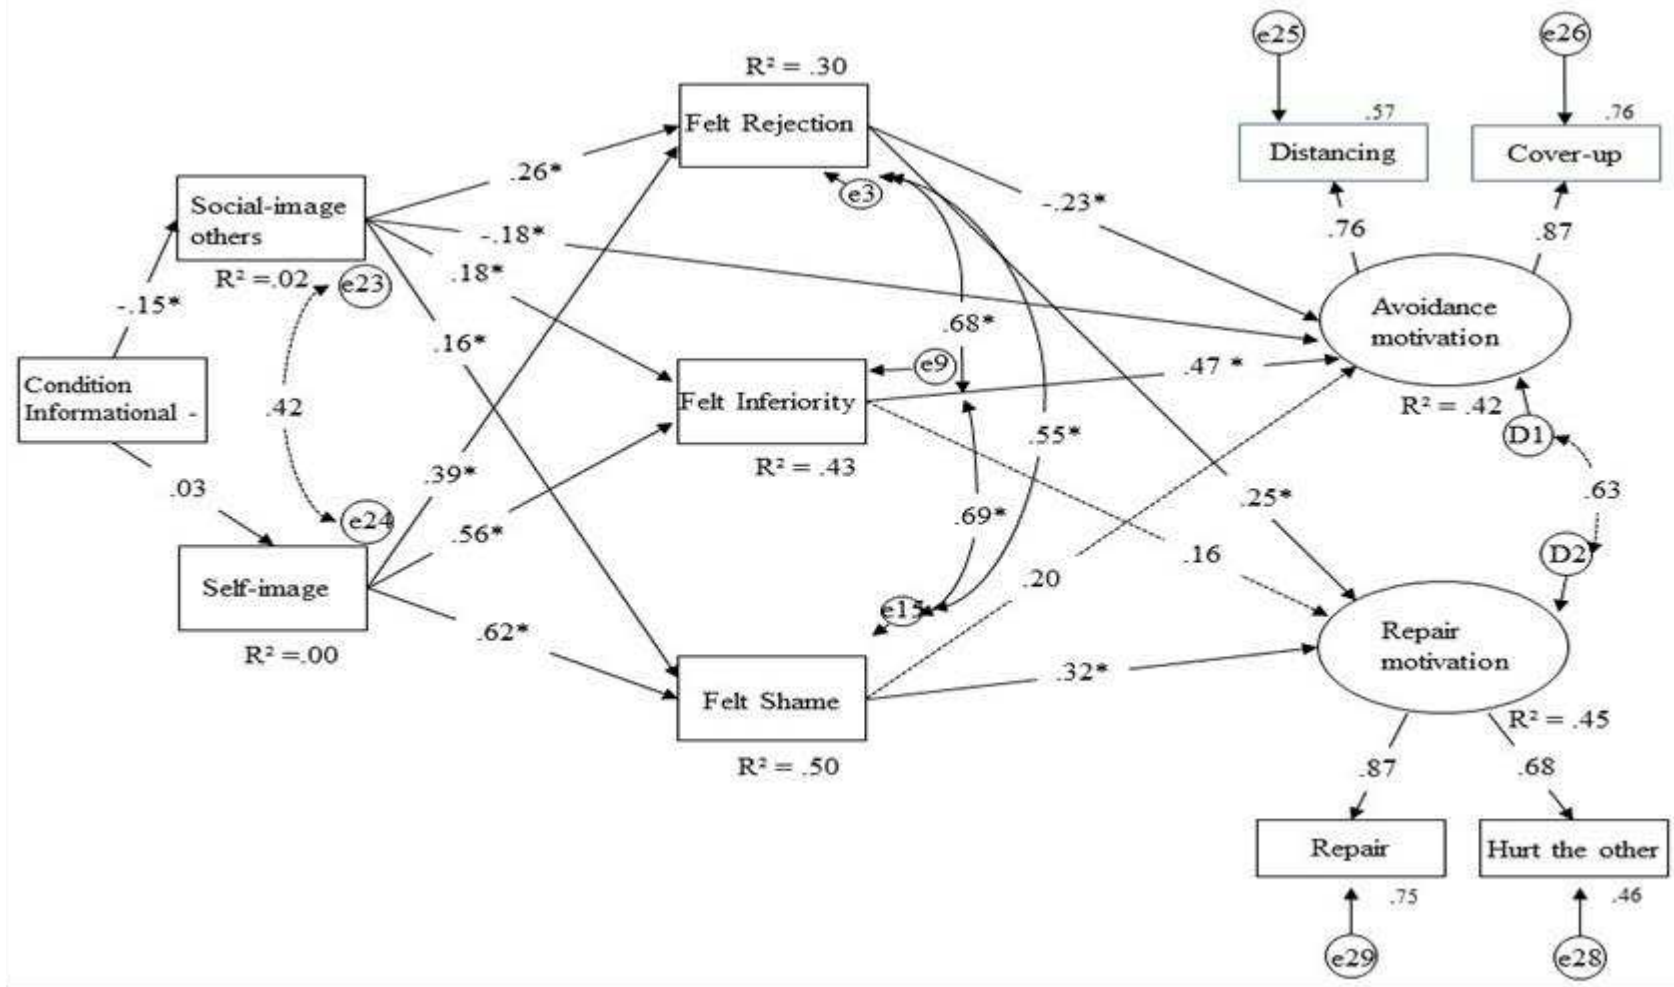 e25
e26
R² = .30
.57
.76
Felt Rejection
Distancing
Cover-up
.26*
e3
Social-image
others
-.23*
.76
.87
-.18*
R² =.02
e23
.18*
Avoidance
motivation
-.15*
.68*
.16*
e9
.47 *
Condition
Informational -
.42
Felt Inferiority
R² = .42
D1
.55*
R² = .43
.39*
.03
.25*
.63
e24
.56*
.69*
.16
D2
Self-image
.20
e15
.62*
Repair
motivation
R² =.00
.32*
Felt Shame
R² = .45
R² = .50
.87
.68
Repair
Hurt the other
.75
.46
e29
e28